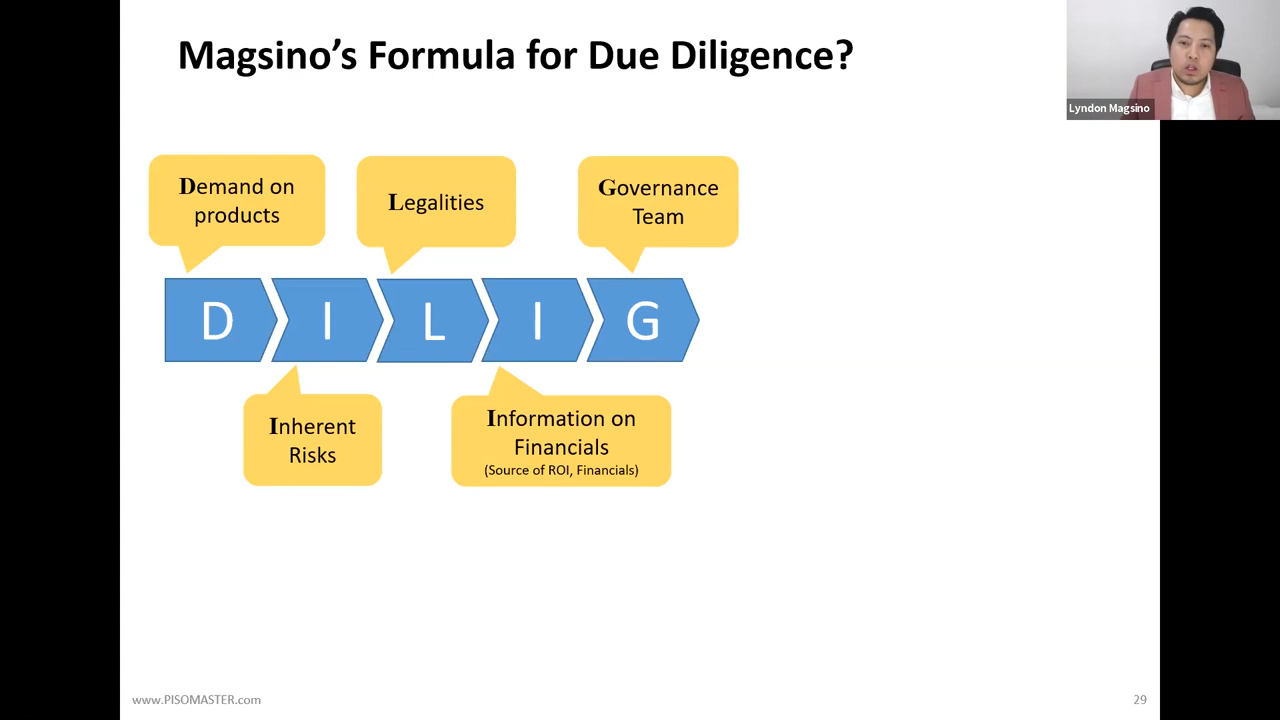 Magsino’s Formula for Due Diligence?
Lyndon Magsino
Demand on
products
Legalities
Governance
Team
D I L I G
Inherent
Risks
Information on
Financials
(Source of ROI, Financials)
www.PISOMASTER.com
29